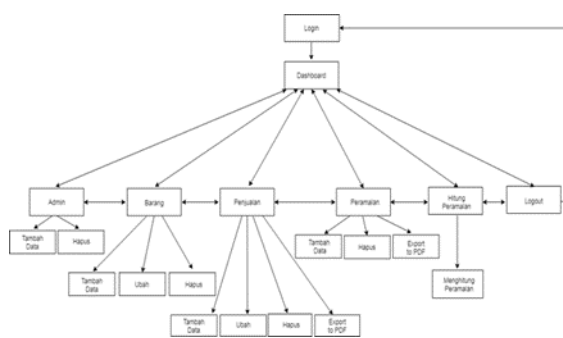 Login
Dashboard
Admin
Barang
Penjualan
Peramalan
Hitung
Peramalan
Logout
Tambah
Data
Hapus
Tambah
Data
Hapus
Export
to PDF
Tambah
Data
Ubah
Hapus
Menghitung
Peramalan
Tambah
Data
Ubah
Hapus
Export
to PDF